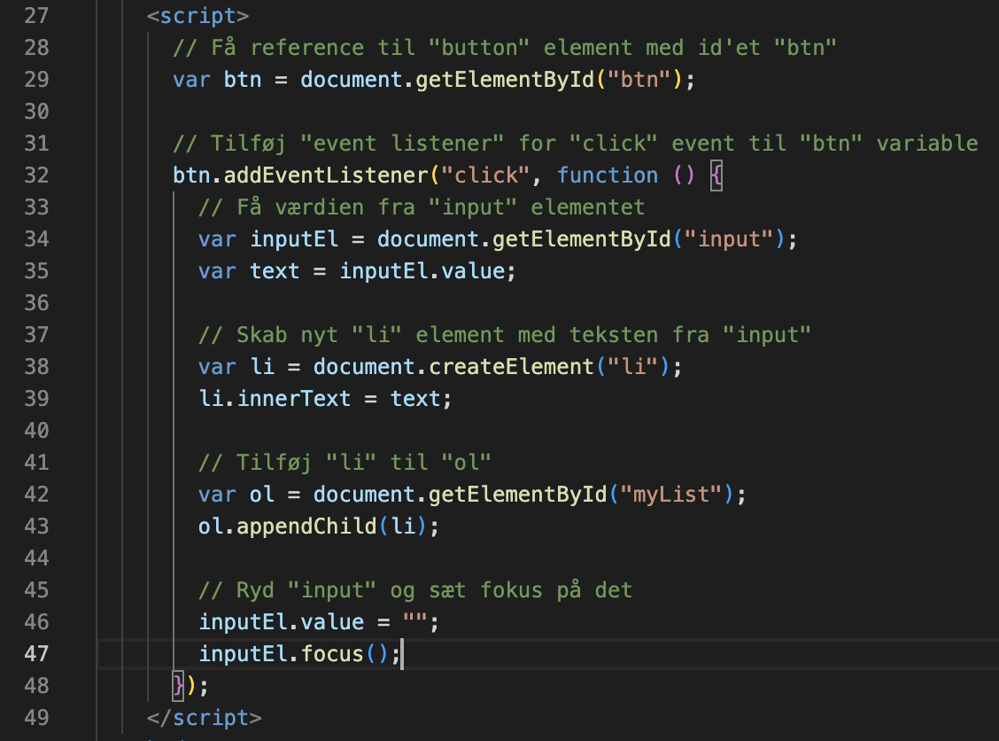 27 <script>
28 // Få reference til "button" element med id'et "btn"
29 var btn = document.getElementById("btn");
30
31 // Tilføj "event listener" for "click" event til "btn" variable
32 btn.addEventListener("click", function () {
33 // Få værdien fra "input" elementet
34 var inputEl = document.getElementById("input");
35 var text = inputEl.value;
36
37 // Skab nyt "li" element med teksten fra "input"
38 var li = document.createElement("li");
39 li.innerText = text;
40
41 // Tilføj "li" til "ol"
42 var ol = document.getElementById("myList");
43 ol.appendChild(li);
44
45 // Ryd "input" og sæt fokus på det
46 inputEl.value = "";
47 inputEl.focus();
48 });
49 </script>